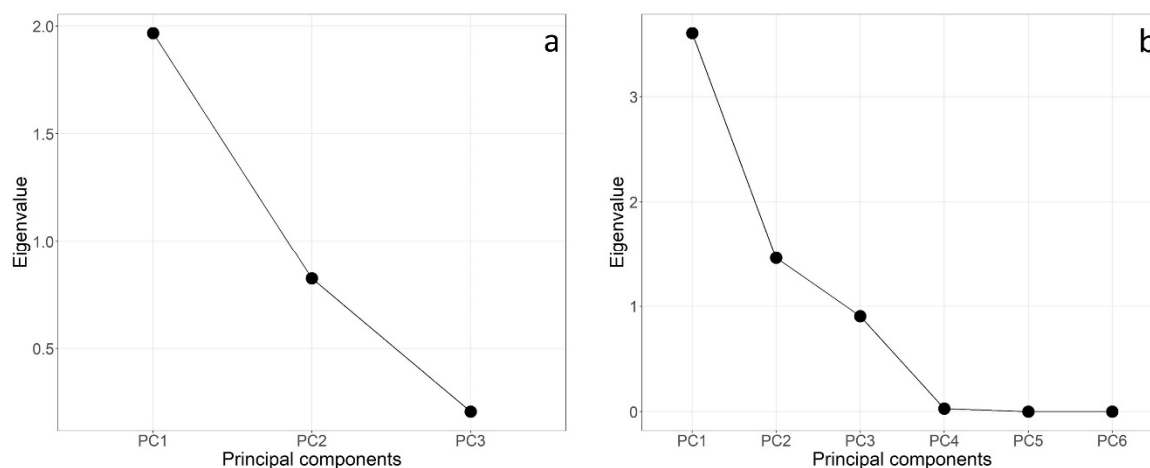 a
2.0
1.5
1.0
0.5
Eigenvalue
PC1 PC2 PC3
Principal components
b
3
2
1
0
Eigenvalue
PC1 PC2 PC3 PC4 PC5 PC6
Principal components